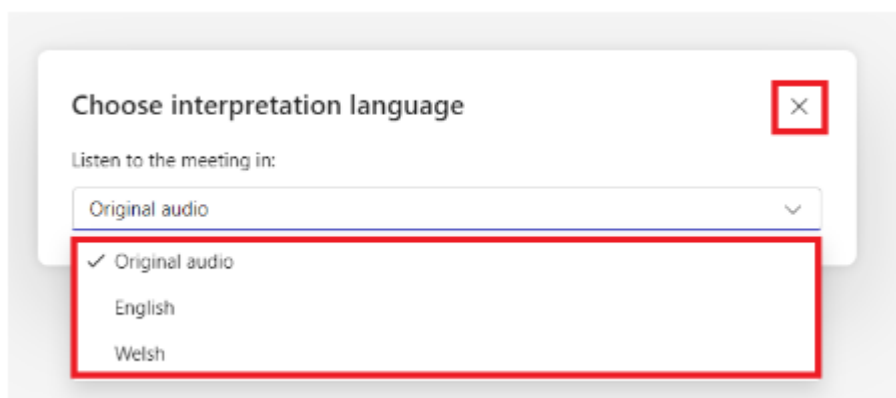 Choose interpretation language
Listen to the meeting in:
Original audio
Original audio
English
Welsh